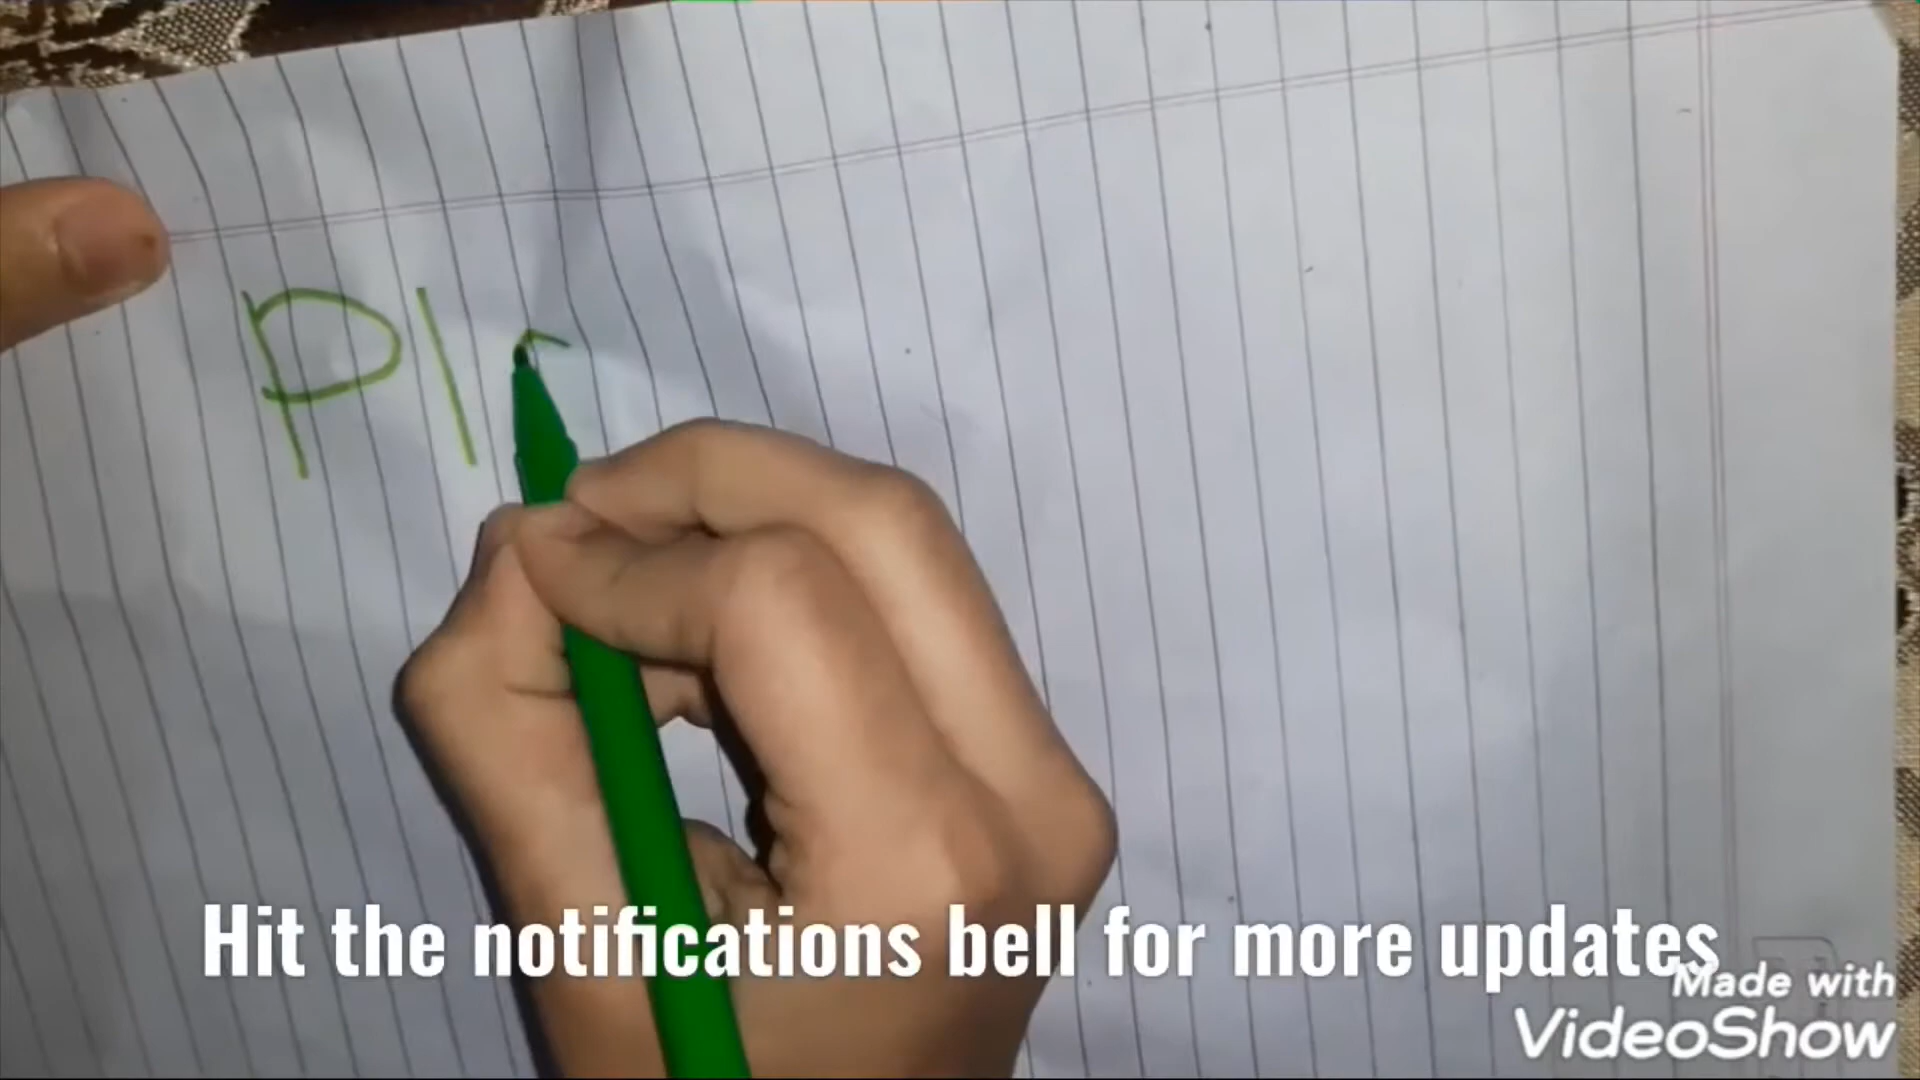 Pl
Hit the notifications bell for more updates
Made with
VideoShow